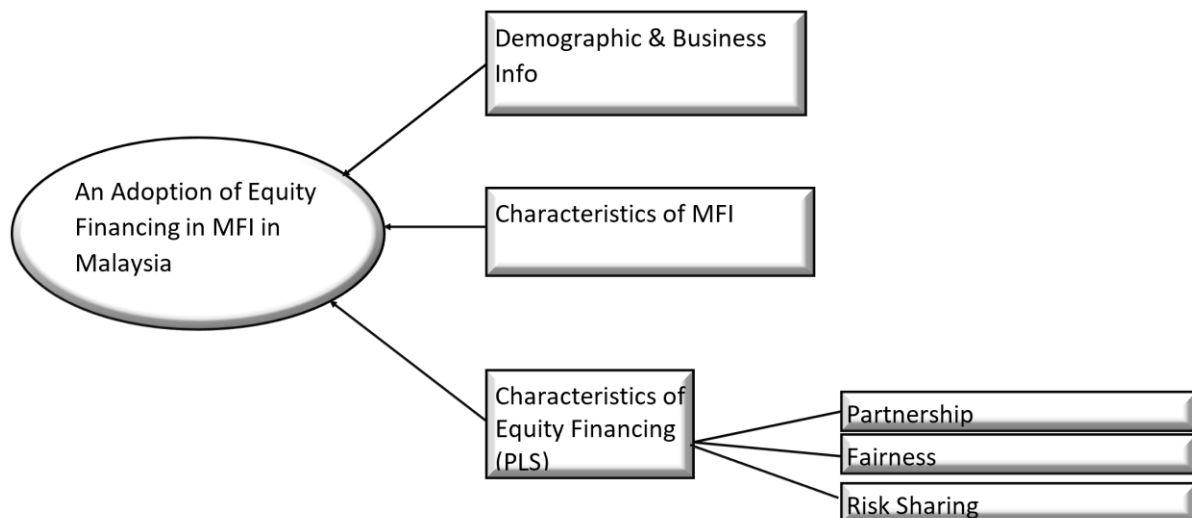 Demographic & Business
Info
An Adoption of Equity
Financing in MFI in
Malaysia
Characteristics of MFI
Characteristics of
Equity Financing
(PLS)
Partnership
Fairness
Risk Sharing